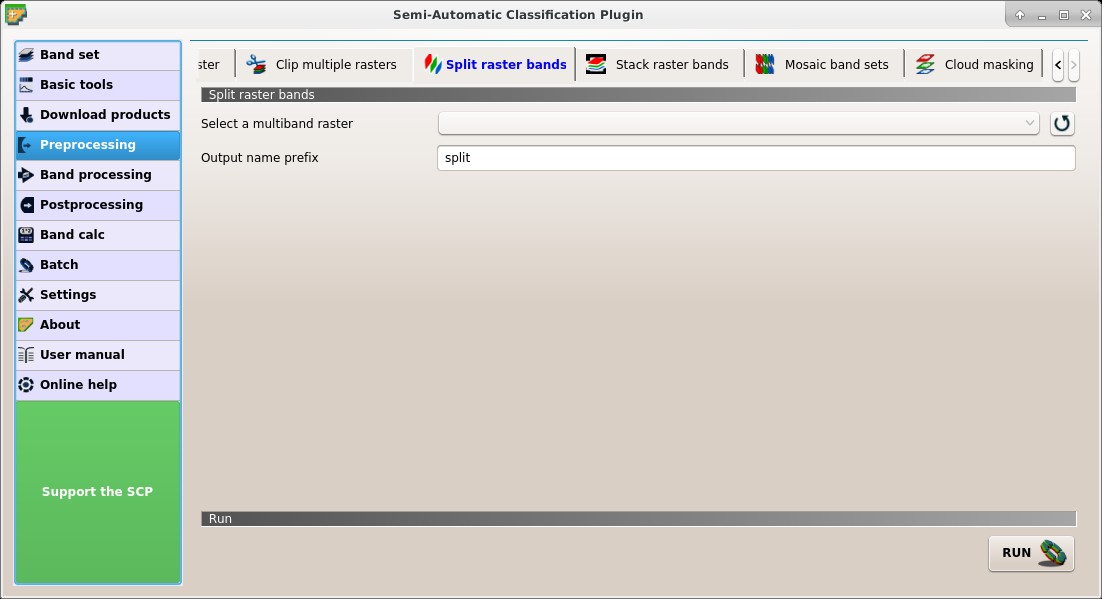 Semi-Automatic Classification Plugin
Band set
Basic tools
Download products
Preprocessing
Band processing
Postprocessing
Band calc
Batch
Settings
About
User manual
Online help
Support the SCP
ster
Clip multiple rasters
Split raster bands
Stack raster bands
Mosaic band sets
Cloud masking
Split raster bands
Select a multiband raster
Output name prefix
split
Run
RUN